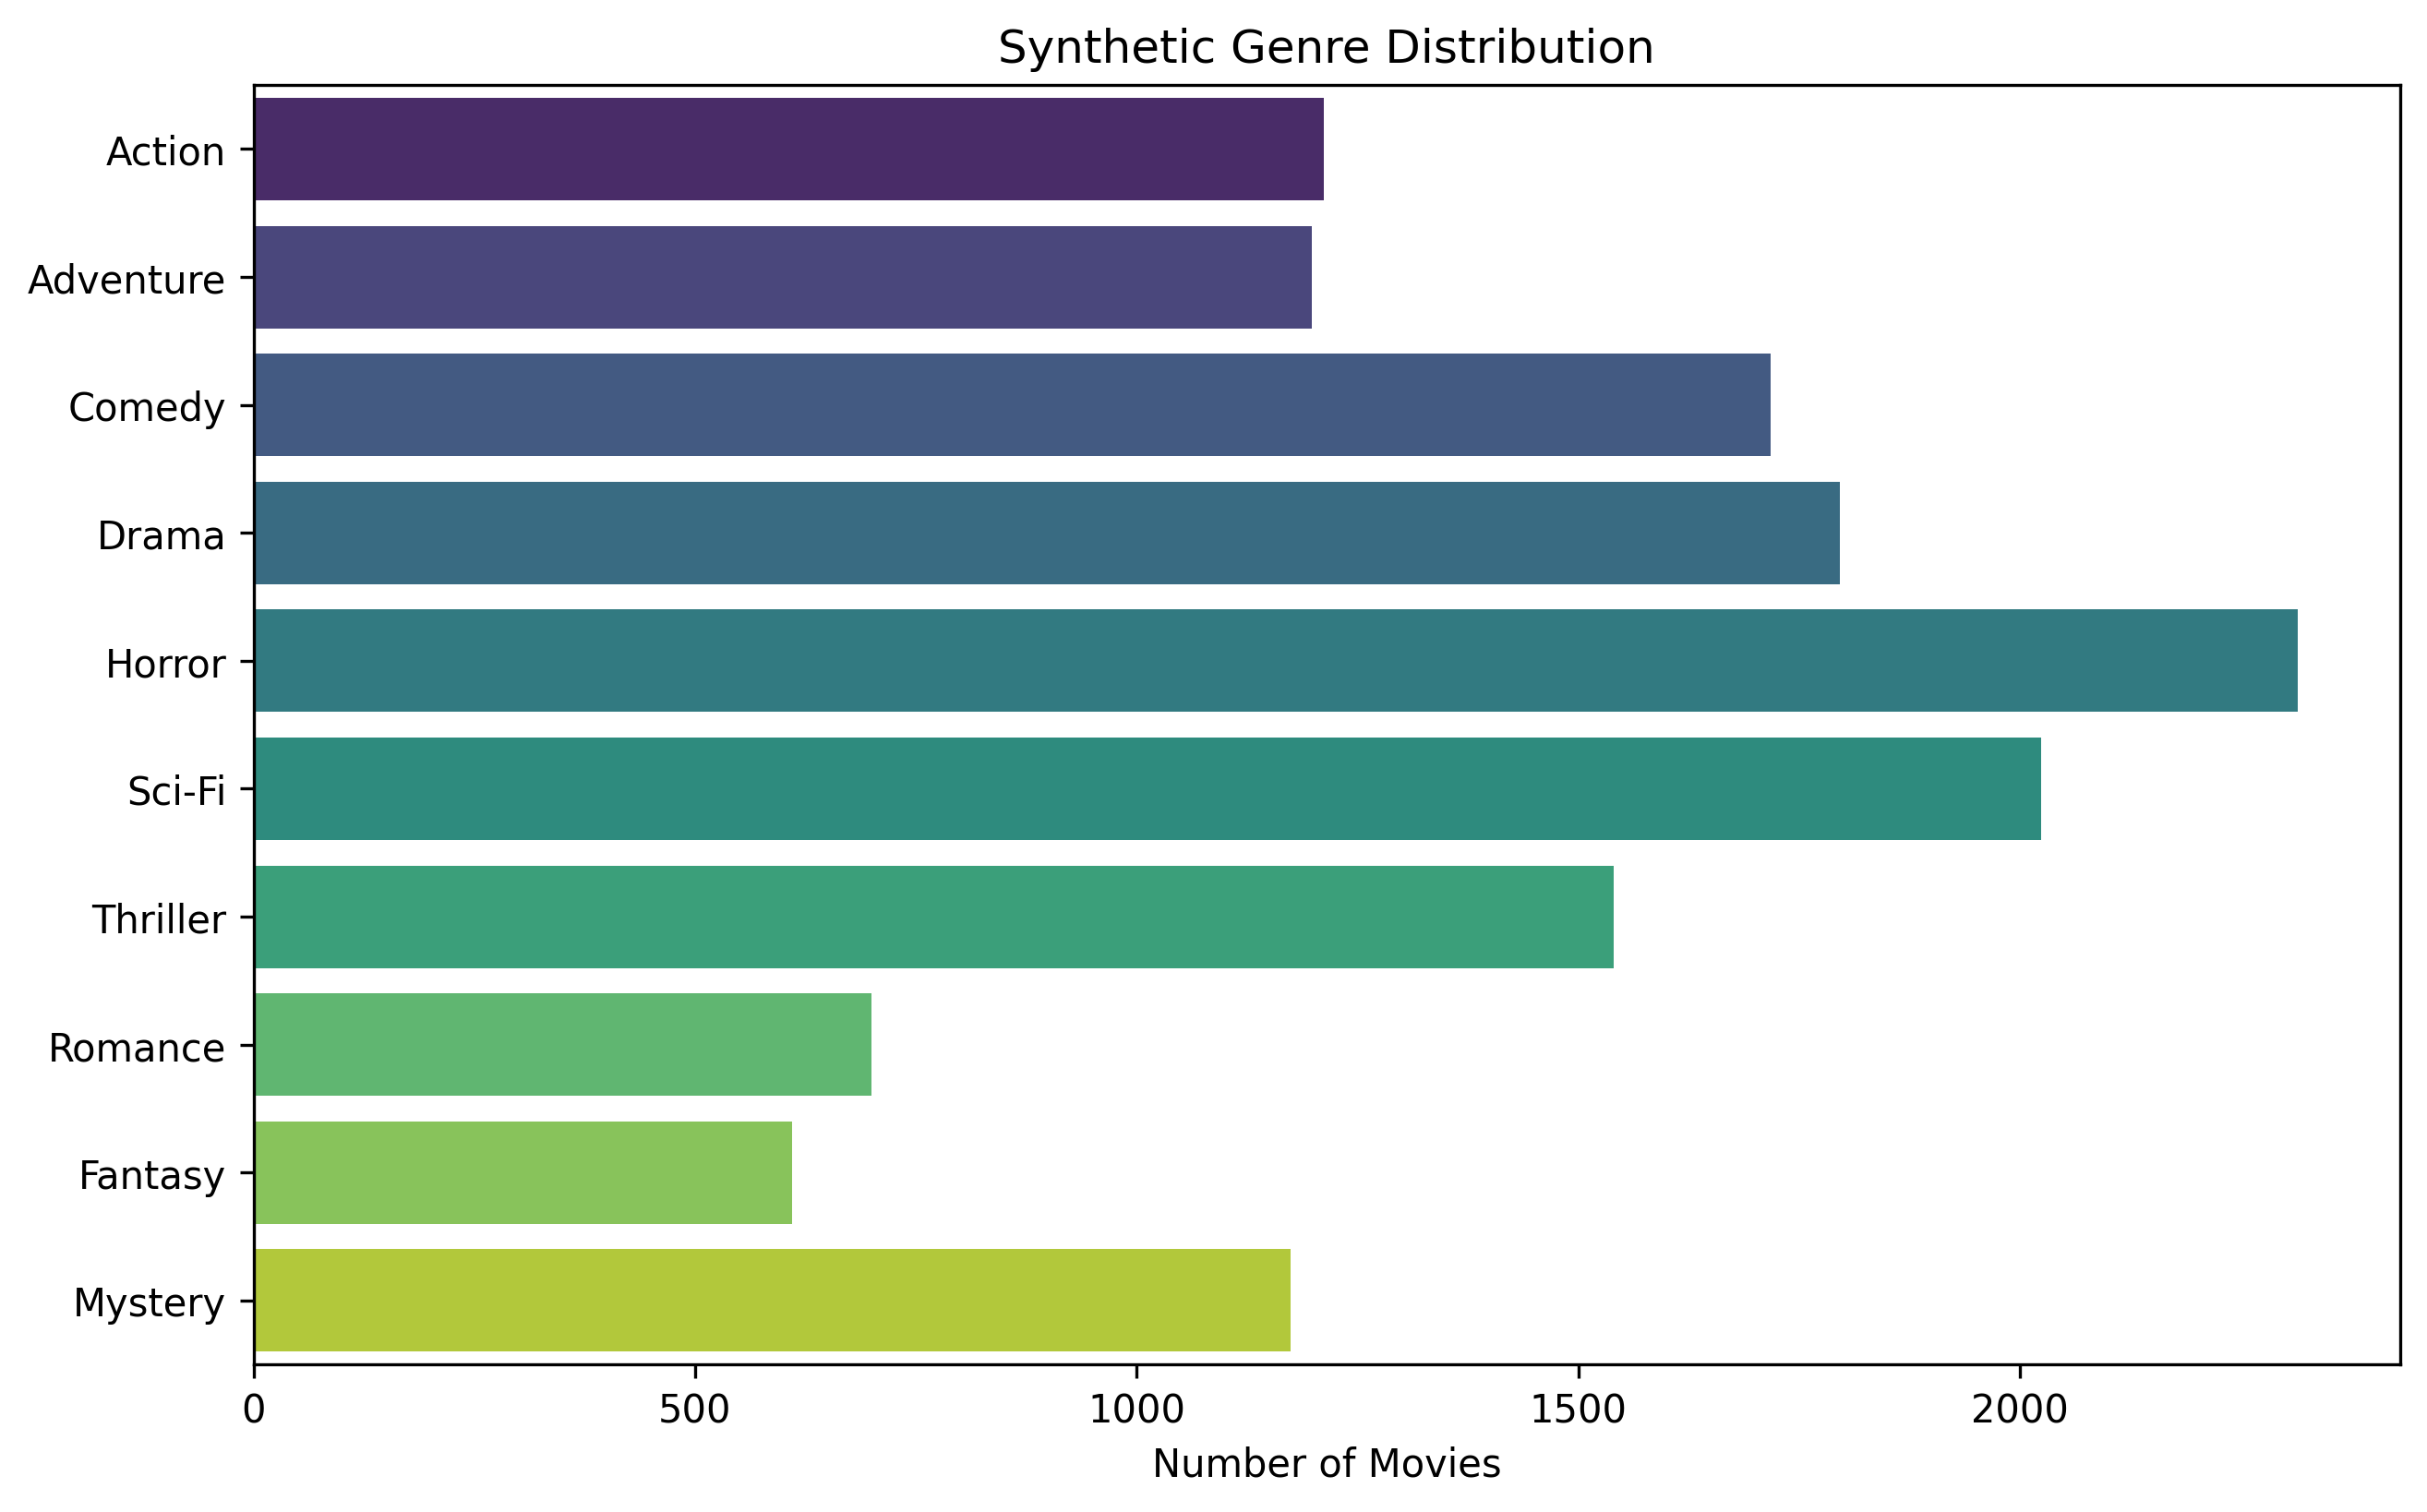 Synthetic Genre Distribution
Action
Adventure
Comedy
Drama
Horror
Sci-Fi
Thriller
Romance
Fantasy
Mystery
0 500 1000 1500 2000
Number of Movies